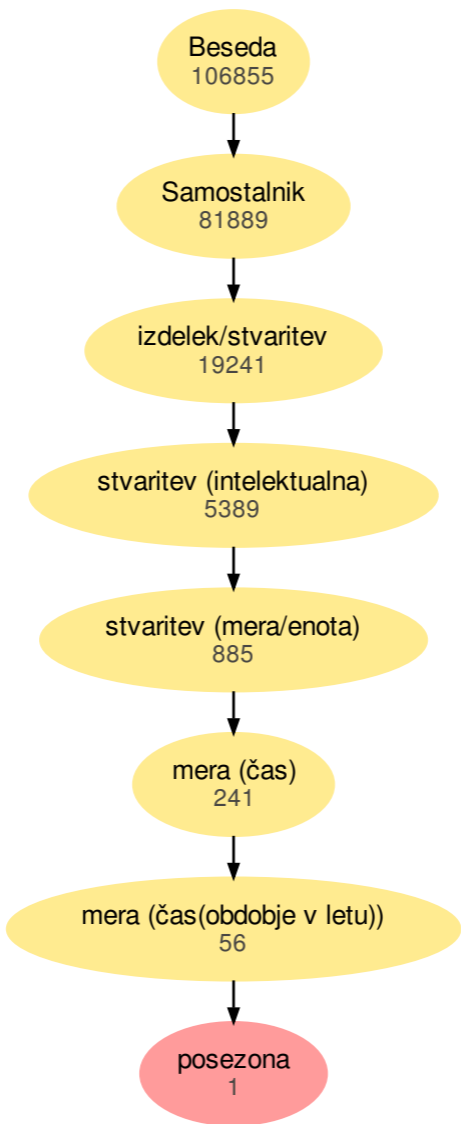 Beseda
106855
Samostalnik
81889
izdelek/stvaritev
19241
stvaritev (intelektualna)
5389
stvaritev (mera/enota)
885
mera (čas)
241
mera (čas(obdobje v letu))
56
posezona
1